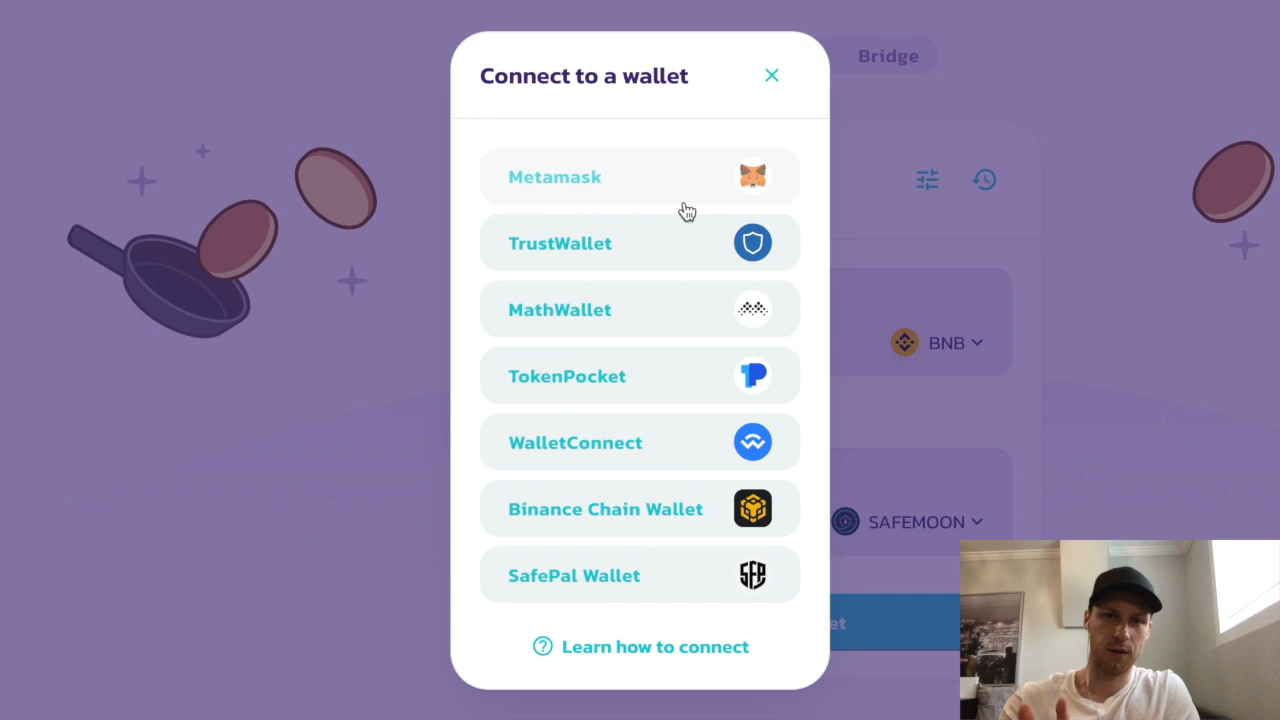 Bridge
Connect to a wallet
Metamask
TrustWallet
MathWallet
TokenPocket
WalletConnect
Binance Chain Wallet
SafePal Wallet
Learn how to connect
BNB
SAFEMOON
SFP